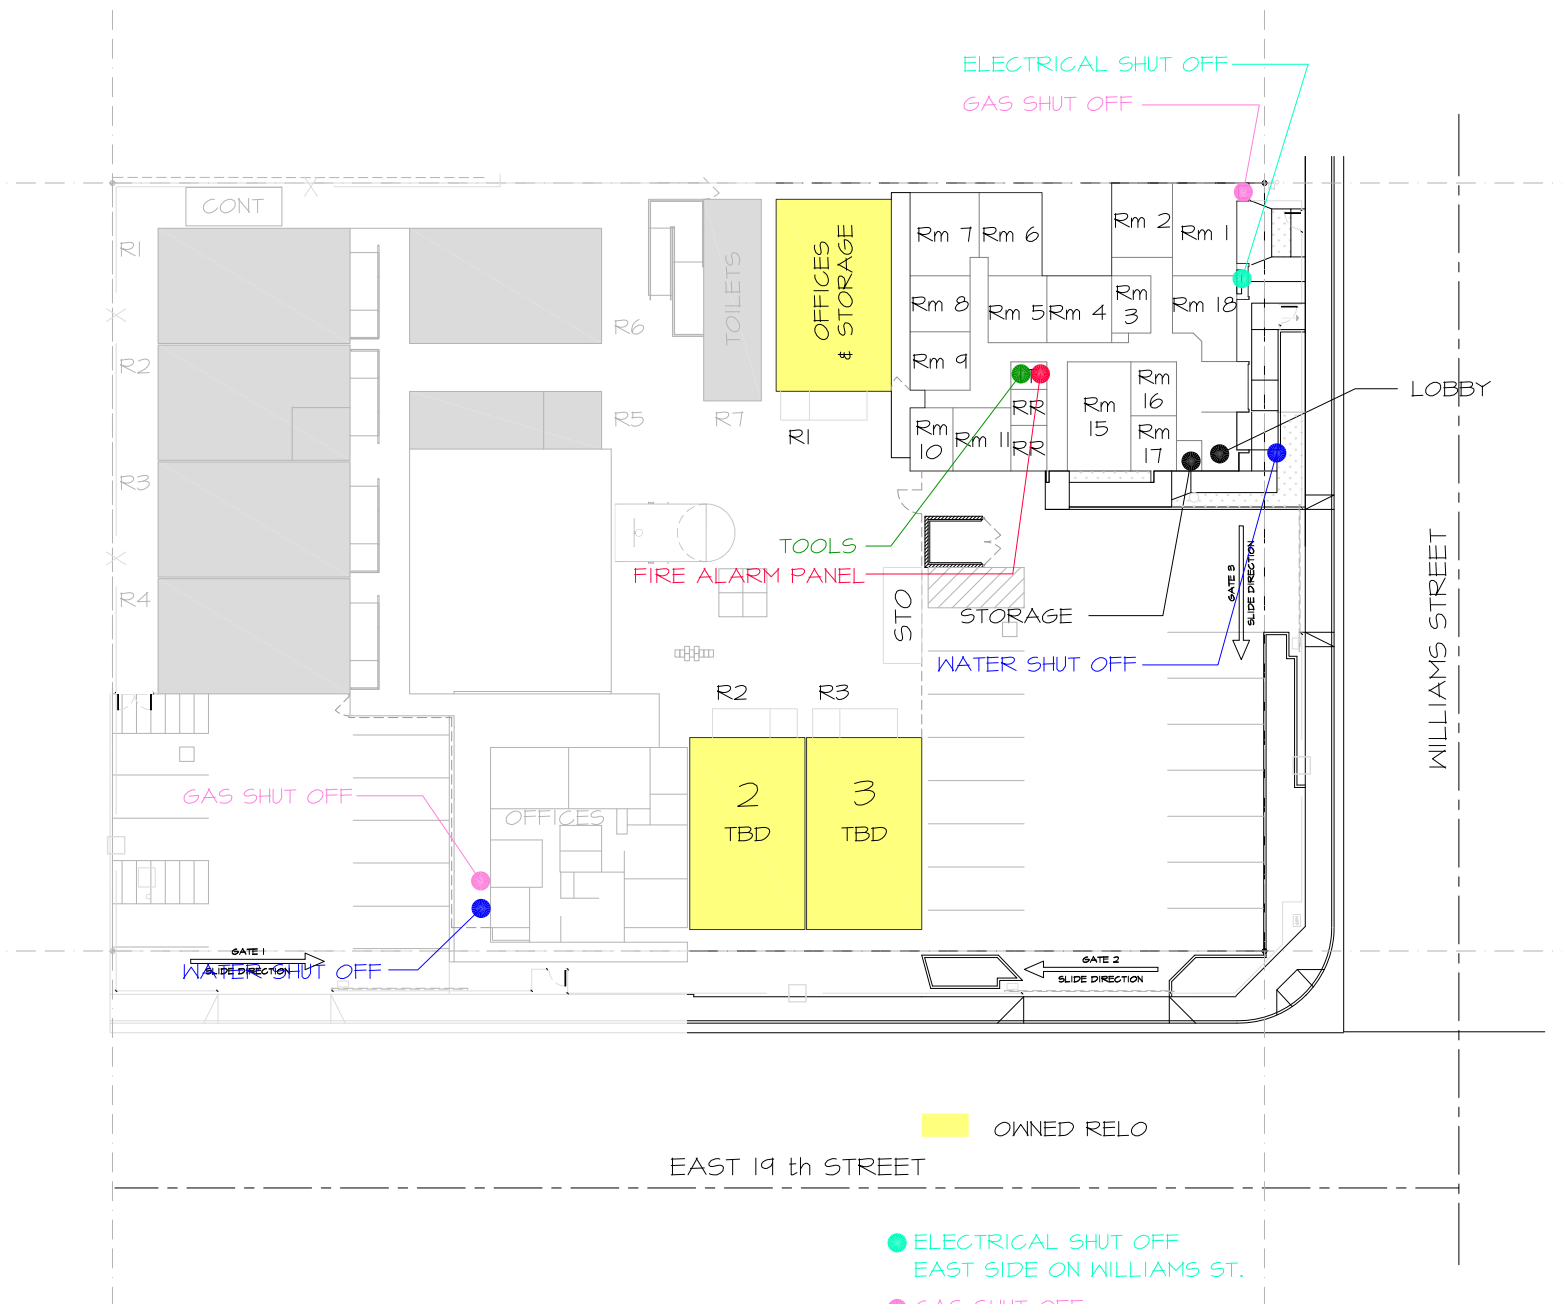 ELECTRICAL SHUT OFF
GAS SHUT OFF
CONT
R1
R6
R2
R5
R3
R4
TOILETS
R7
OFFICES
& STORAGE
R1
Rm 7
Rm 6
Rm 2
Rm 1
Rm 8
Rm 5
Rm 4
Rm
3
Rm 18
Rm 9
RR
RR
Rm
10
Rm 11
Rm
15
Rm
16
Rm
17
LOBBY
TOOLS
FIRE ALARM PANEL
STO
STORAGE
WATER SHUT OFF
GATE 3
SLIDE DIRECTION
WILLIAMS STREET
R2
R3
GAS SHUT OFF
OFFICES
2
TBD
3
TBD
GATE 1
SLIDE DIRECTION
WATER SHUT OFF
GATE 2
SLIDE DIRECTION
OWNED RELO
EAST 19 th STREET
ELECTRICAL SHUT OFF
EAST SIDE ON WILLIAMS ST.
GAS SHUT OFF